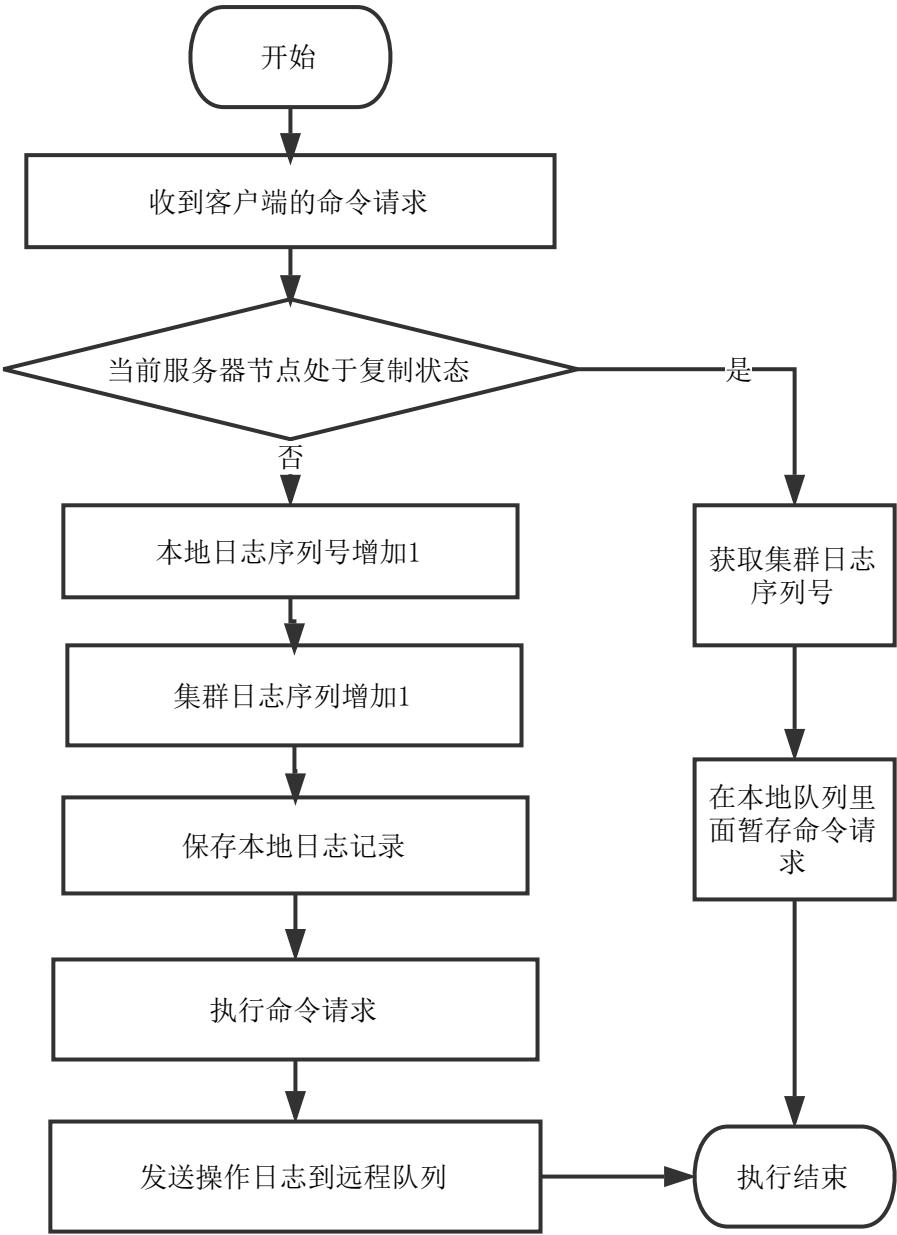 开始
收到客户端的命令请求
当前服务器节点处于复制状态
是
否
本地日志序列号增加1
获取集群日志
序列号
集群日志序列增加1
在本地队列里
面暂存命令请
求
保存本地日志记录
执行命令请求
发送操作日志到远程队列
执行结束